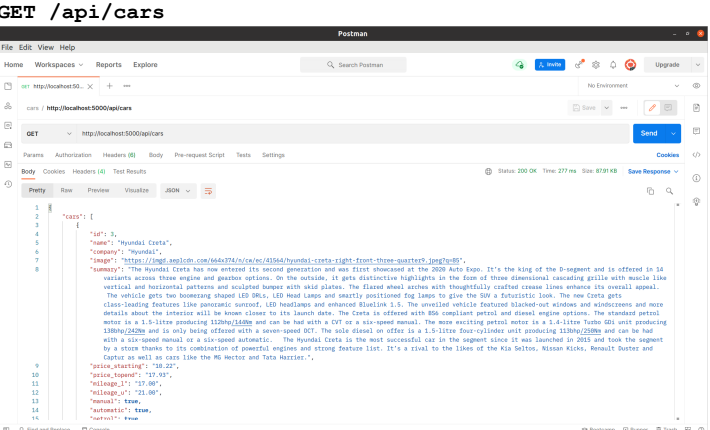 GET /api/cars
Postman
File Edit View Help
Home Workspaces Reports Explore Search Postman Invite Upgrade
GET http://localhost:50... No Environment
cars / http://localhost:5000/api/cars Save
GET http://localhost:5000/api/cars Send
Params Authorization Headers (6) Body Pre-request Script Tests Settings Cookies
Body Cookies Headers (4) Test Results Status: 200 OK Time: 277 ms Size: 87.91 KB Save Response
Pretty Raw Preview Visualize JSON
1 {
2 "cars": [
3 {
4 "id": 3,
5 "name": "Hyundai Creta",
6 "company": "Hyundai",
7 "image": "https://imgd.aeplcdn.com/664x374/n/cw/ec/41564/hyundai-creta-right-front-three-quarter9.jpeg?q=85",
8 "summary": "The Hyundai Creta has now entered its second generation and was first showcased at the 2020 Auto Expo. It's the king of the D-segment and is offered in 14
variants across three engine and gearbox options. On the outside, it gets distinctive highlights in the form of three dimensional cascading grille with muscle like
vertical and horizontal patterns and sculpted bumper with skid plates. The flared wheel arches with thoughtfully crafted crease lines enhance its overall appeal.
The vehicle gets two boomerang shaped LED DRLs, LED Head Lamps and smartly positioned fog lamps to give the SUV a futuristic look. The new Creta gets
class-leading features like panoramic sunroof, LED headlamps and enhanced Bluelink 1.5. The unveiled vehicle featured blacked-out windows and windscreens and more
details about the interior will be known closer to its launch date. The Creta is offered with BS6 compliant petrol and diesel engine options. The standard petrol
motor is a 1.5-litre producing 112bhp/144Nm and can be had with a CVT or a six-speed manual. The more exciting petrol motor is a 1.4-litre Turbo GDi unit producing
138bhp/242Nm and is only being offered with a seven-speed DCT. The sole diesel on offer is a 1.5-litre four-cylinder unit producing 113bhp/250Nm and can be had
with a six-speed manual or a six-speed automatic. The Hyundai Creta is the most successful car in the segment since it was launched in 2015 and took the segment
by a storm thanks to its combination of powerful engines and strong feature list. It's a rival to the likes of the Kia Seltos, Nissan Kicks, Renault Duster and
Captur as well as cars like the MG Hector and Tata Harrier.",
9 "price_starting": "10.22",
10 "price_topend": "17.93",
11 "mileage_l": "17.00",
12 "mileage_u": "21.00",
13 "manual": true,
14 "automatic": true,
15 "petrol": true,
Find and Replace Console Bootcamp Runner Trash